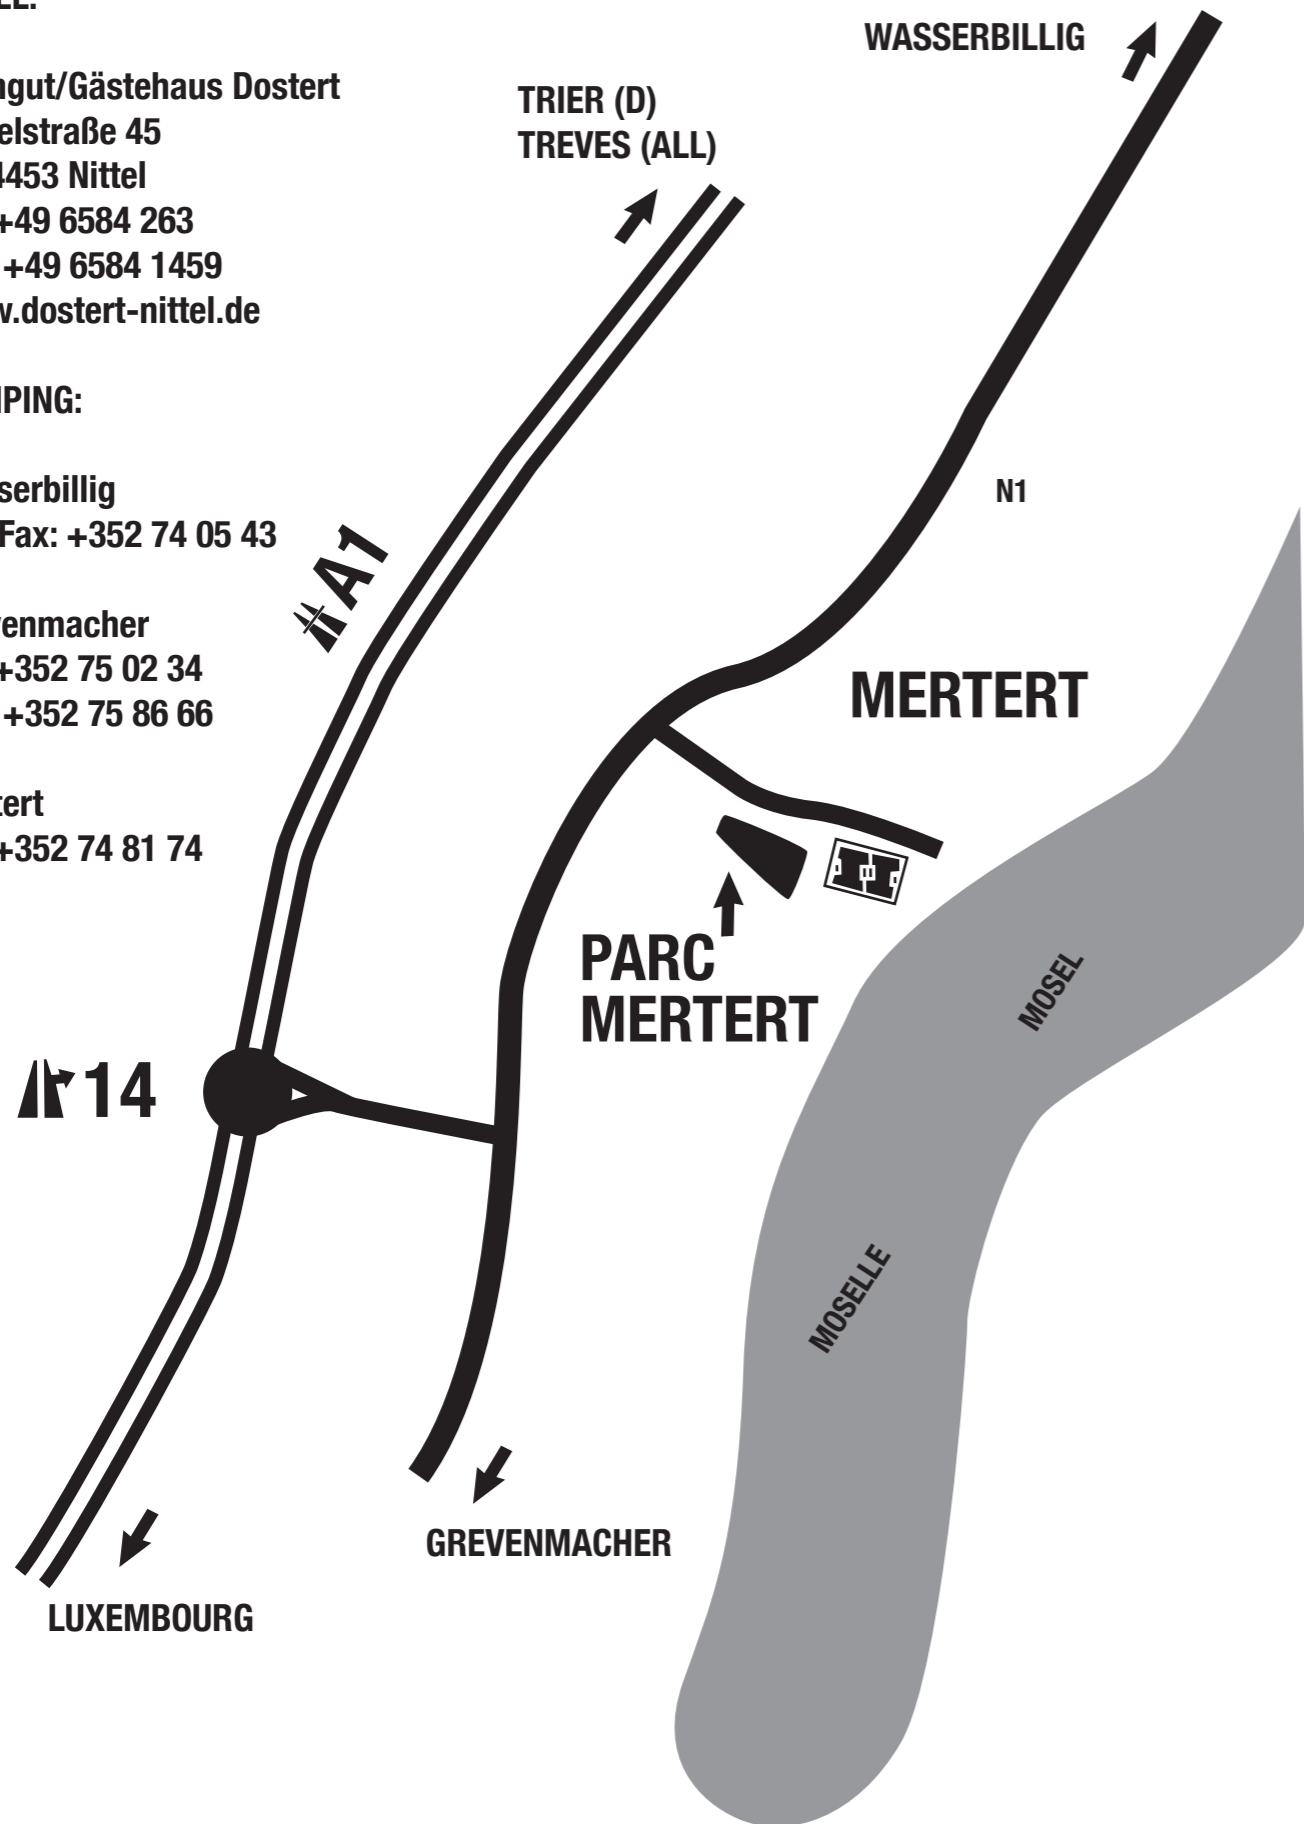 ngut/Gästehaus Dostert
elstraße 45
4453 Nittel
+49 6584 263
+49 6584 1459
w.dostert-nittel.de
MPING:
serbillig
Fax: +352 74 05 43
venmacher
+352 75 02 34
+352 75 86 66
tert
+352 74 81 74
WASSERBILLIG
TRIER (D)
TREVES (ALL)
N1
A1
MERTERT
PARC
MERTERT
MOSEL
14
MOSELLE
GREVENMACHER
LUXEMBOURG